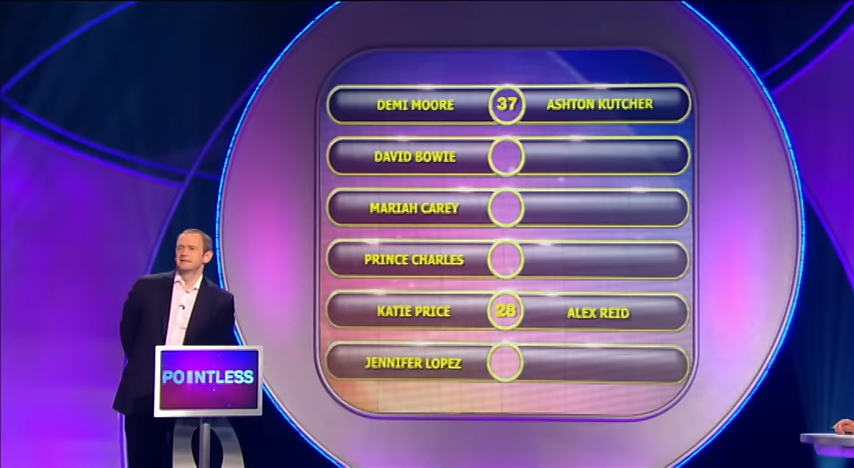 DEMI MOORE 37 ASHTON KUTCHER
DAVID BOWIE
MARIAH CAREY
PRINCE CHARLES
KATIE PRICE 28 ALEX REID
JENNIFER LOPEZ
POINTLESS